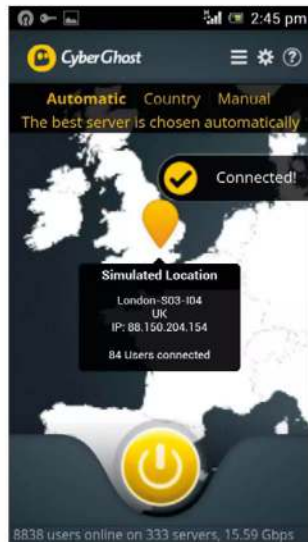 2:45 pm
CyberGhost
Automatic Country Manual
The best server is chosen automatically
Connected!
Simulated Location
London-S03-I04
UK
IP: 88.150.204.154
84 Users connected
8838 users online on 333 servers, 15.59 Gbps